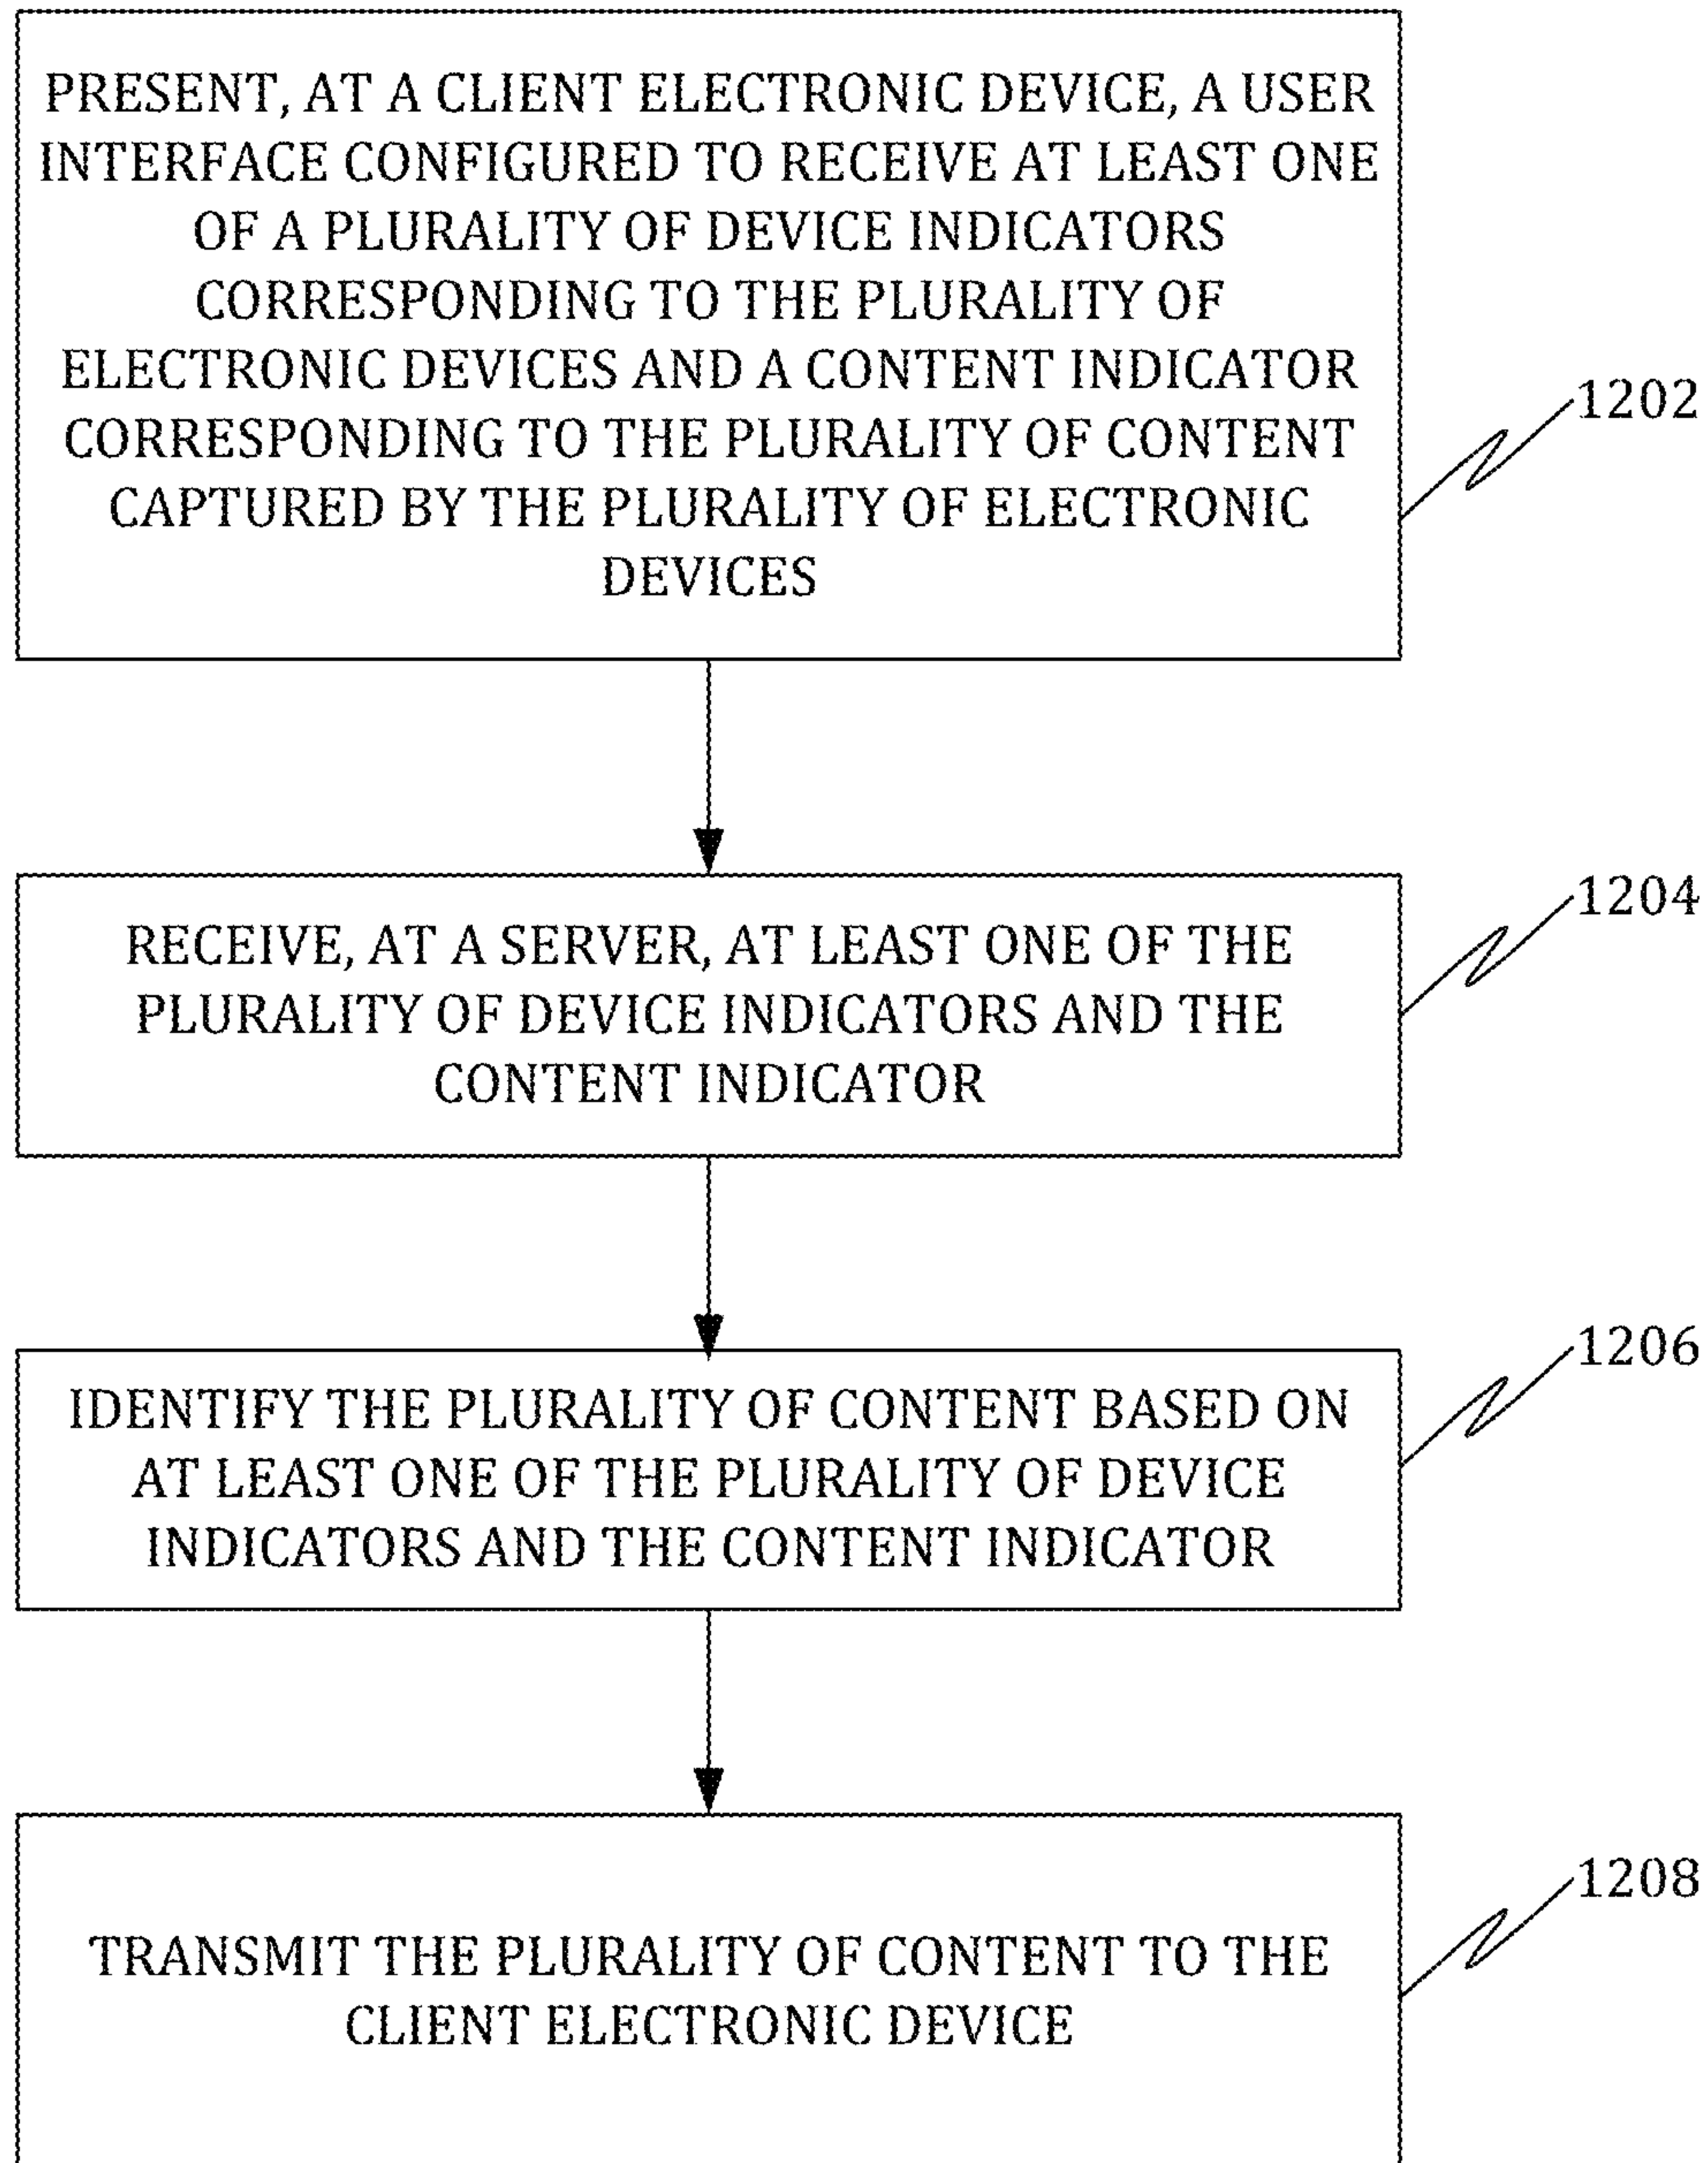 PRESENT, AT A CLIENT ELECTRONIC DEVICE, A USER
INTERFACE CONFIGURED TO RECEIVE AT LEAST ONE
OF A PLURALITY OF DEVICE INDICATORS
CORRESPONDING TO THE PLURALITY OF
ELECTRONIC DEVICES AND A CONTENT INDICATOR
CORRESPONDING TO THE PLURALITY OF CONTENT
CAPTURED BY THE PLURALITY OF ELECTRONIC
DEVICES
1202
RECEIVE, AT A SERVER, AT LEAST ONE OF THE
PLURALITY OF DEVICE INDICATORS AND THE
CONTENT INDICATOR
1204
IDENTIFY THE PLURALITY OF CONTENT BASED ON
AT LEAST ONE OF THE PLURALITY OF DEVICE
INDICATORS AND THE CONTENT INDICATOR
1206
TRANSMIT THE PLURALITY OF CONTENT TO THE
CLIENT ELECTRONIC DEVICE
1208